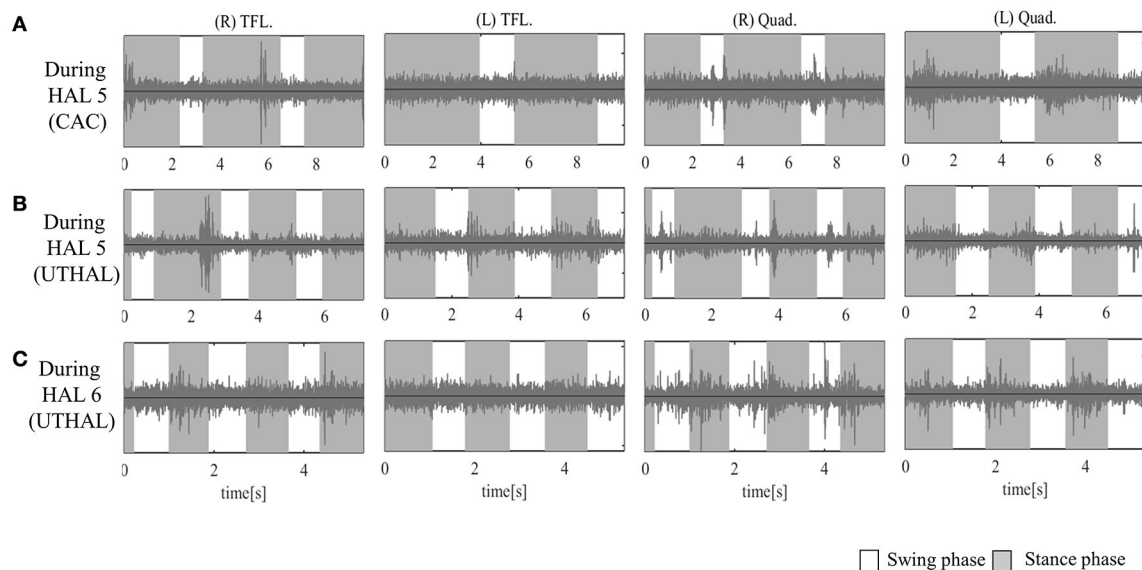 (R) TFL. (L) TFL. (R) Quad. (L) Quad.
A
During
HAL 5
(CAC)
0 2 4 6 8 0 2 4 6 8 0 2 4 6 8 0 2 4 6 8
B
During
HAL 5
(UTHAL)
0 2 4 6 0 2 4 6 0 2 4 6 0 2 4 6
C
During
HAL 6
(UTHAL)
0 2 4 0 2 4 0 2 4 0 2 4
time[s] time[s] time[s] time[s]
Swing phase Stance phase